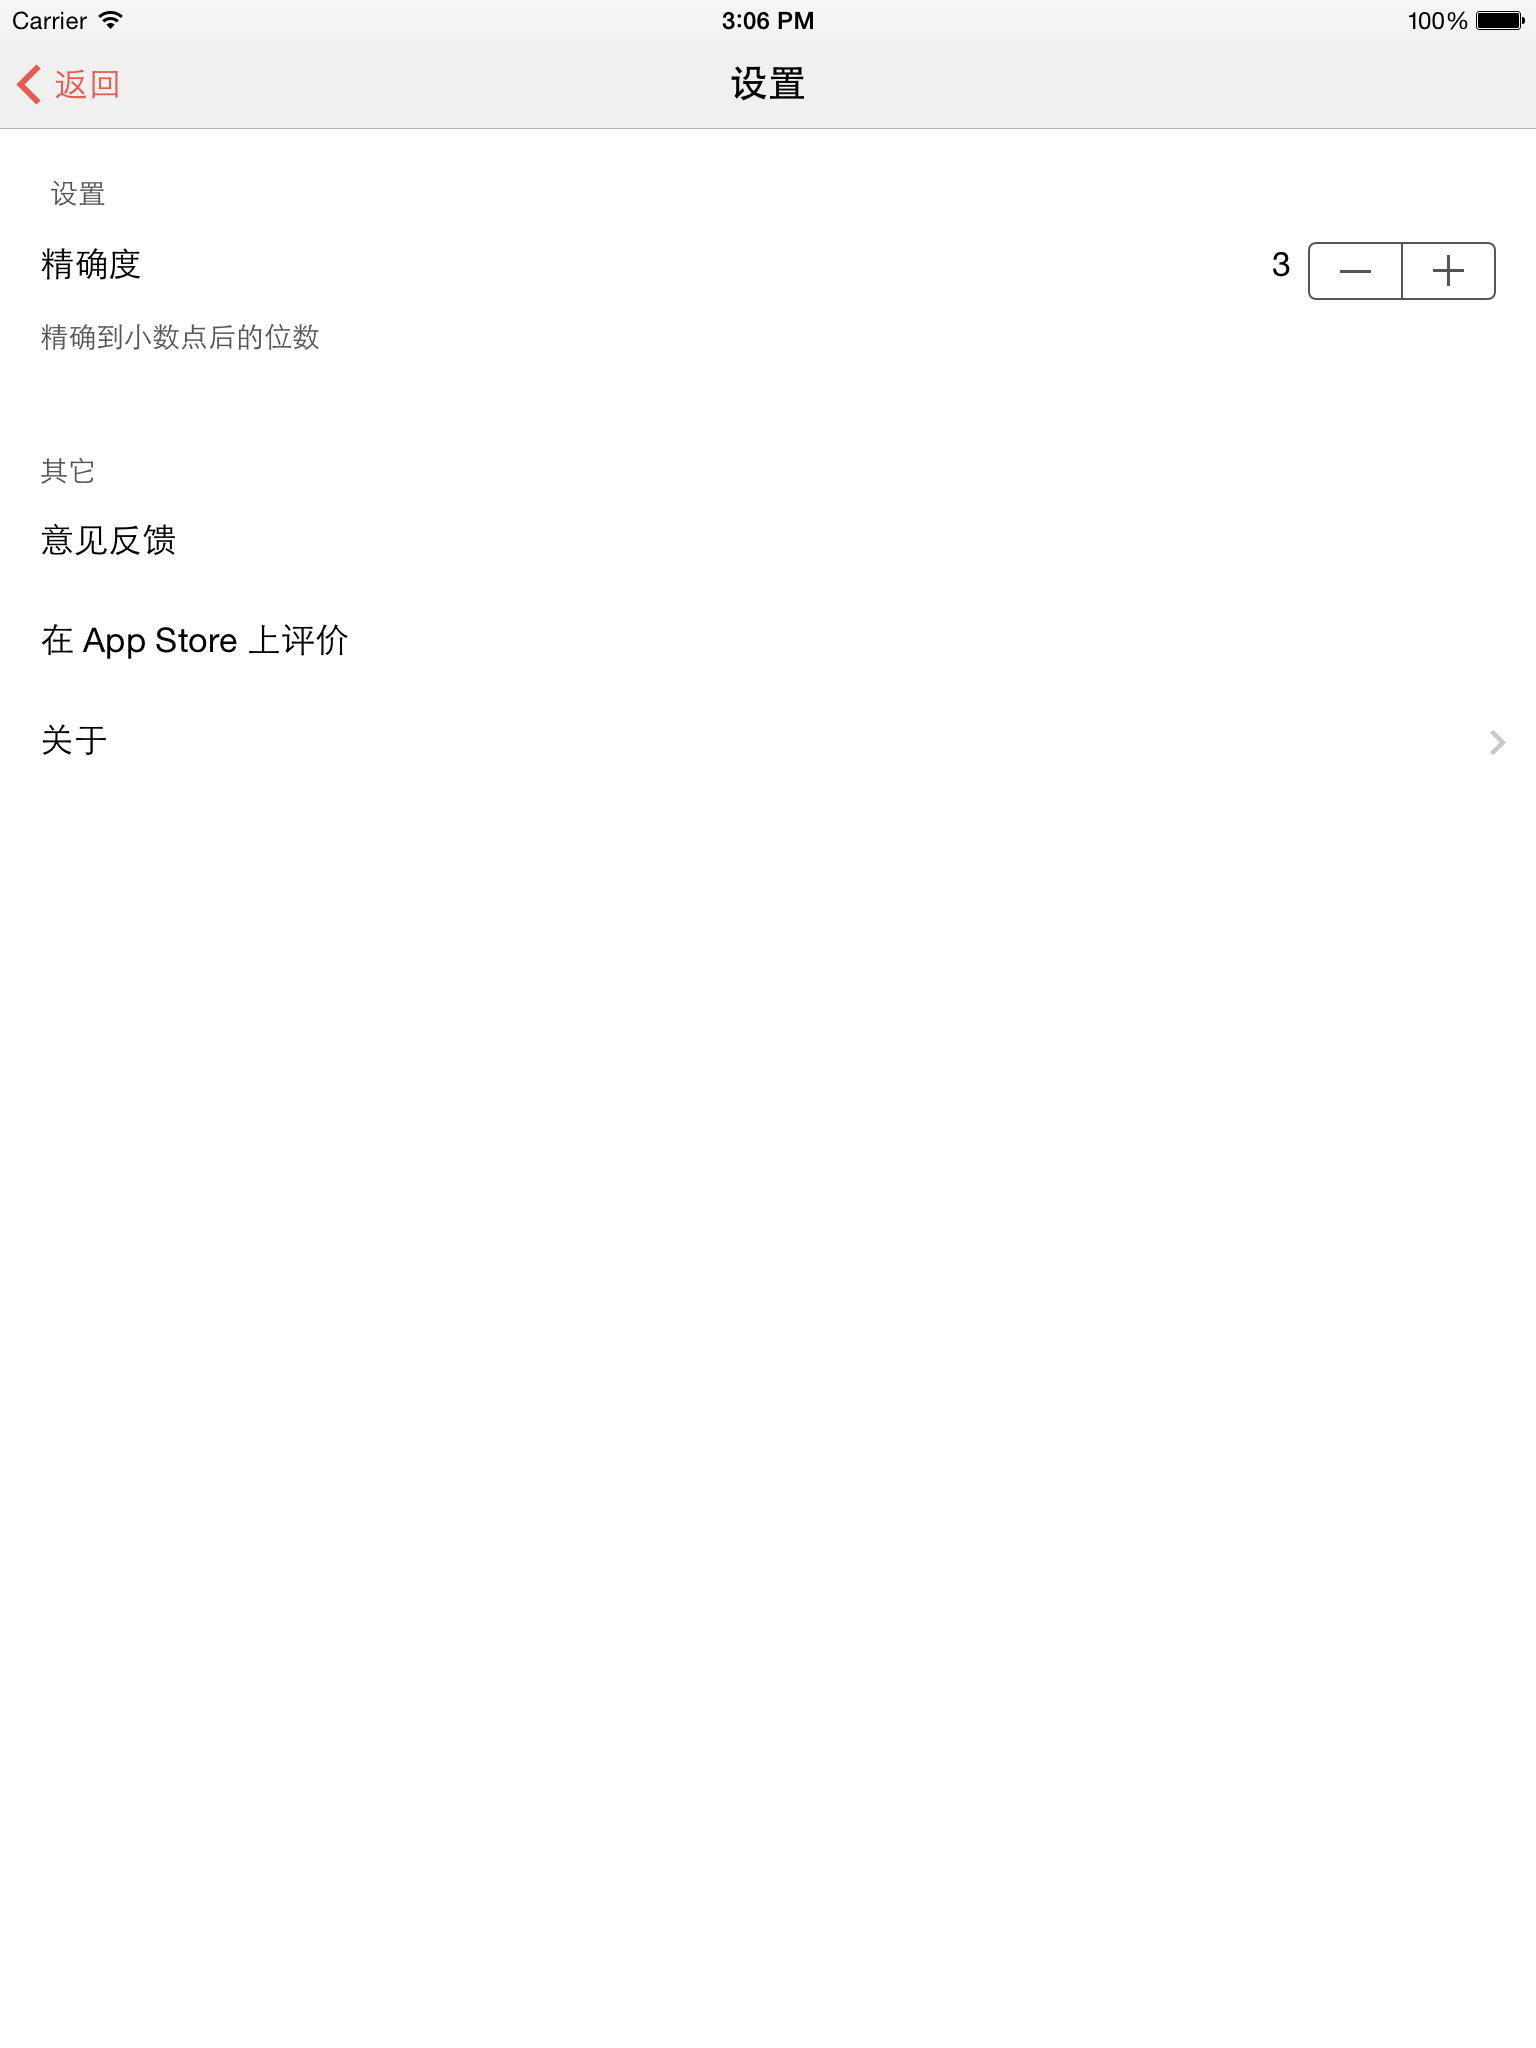 Carrier 3:06 PM 100%
返回 设置
设置
精确度 3
精确到小数点后的位数
其它
意见反馈
在 App Store 上评价
关于